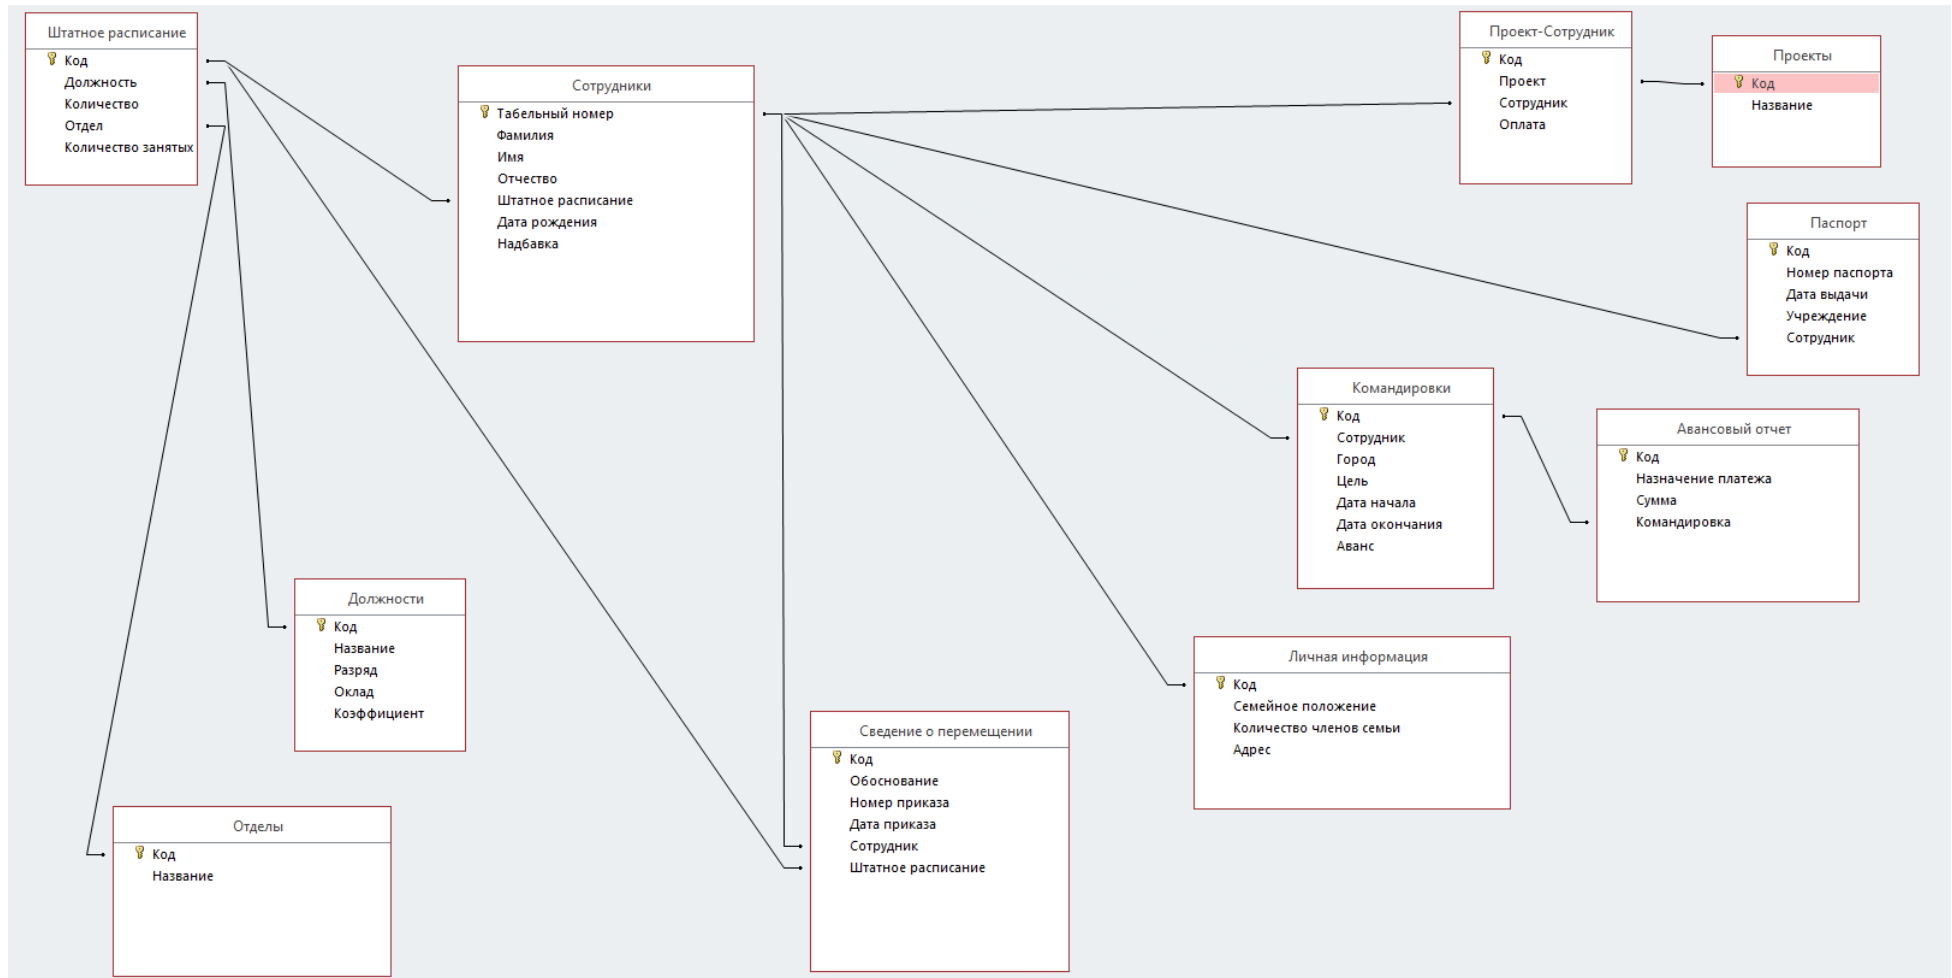 Штатное расписание
Код
Должность
Количество
Отдел
Количество занятых
Сотрудники
Табельный номер
Фамилия
Имя
Отчество
Штатное расписание
Дата рождения
Надбавка
Проект-Сотрудник
Код
Проект
Сотрудник
Оплата
Проекты
Код
Название
Паспорт
Код
Номер паспорта
Дата выдачи
Учреждение
Сотрудник
Командировки
Код
Сотрудник
Город
Цель
Дата начала
Дата окончания
Аванс
Авансовый отчет
Код
Назначение платежа
Сумма
Командировка
Должности
Код
Название
Разряд
Оклад
Коэффициент
Личная информация
Код
Семейное положение
Количество членов семьи
Адрес
Сведение о перемещении
Код
Обоснование
Номер приказа
Дата приказа
Сотрудник
Штатное расписание
Отделы
Код
Название